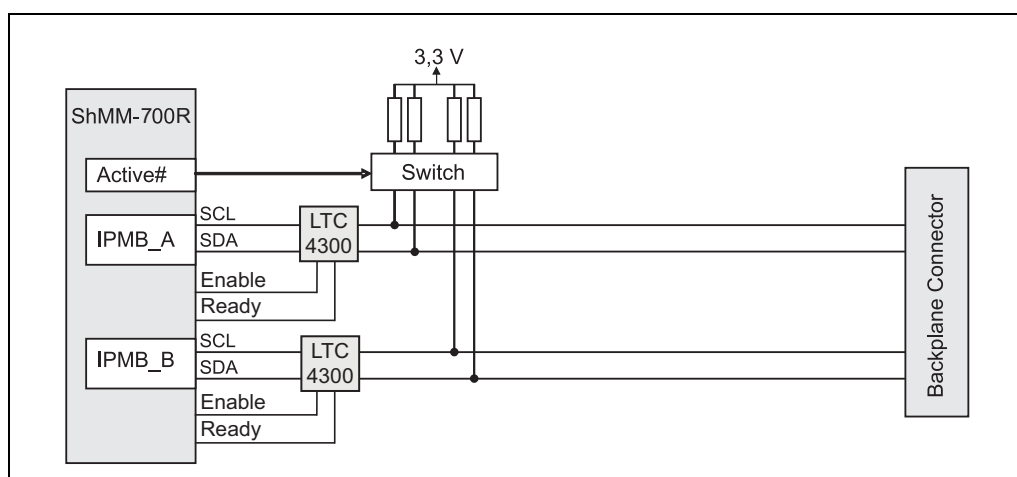 3,3 V
ShMM-700R
Active#
Switch
IPMB_A
SCL
SDA
LTC
4300
Enable
Ready
IPMB_B
SCL
SDA
LTC
4300
Enable
Ready
Backplane Connector